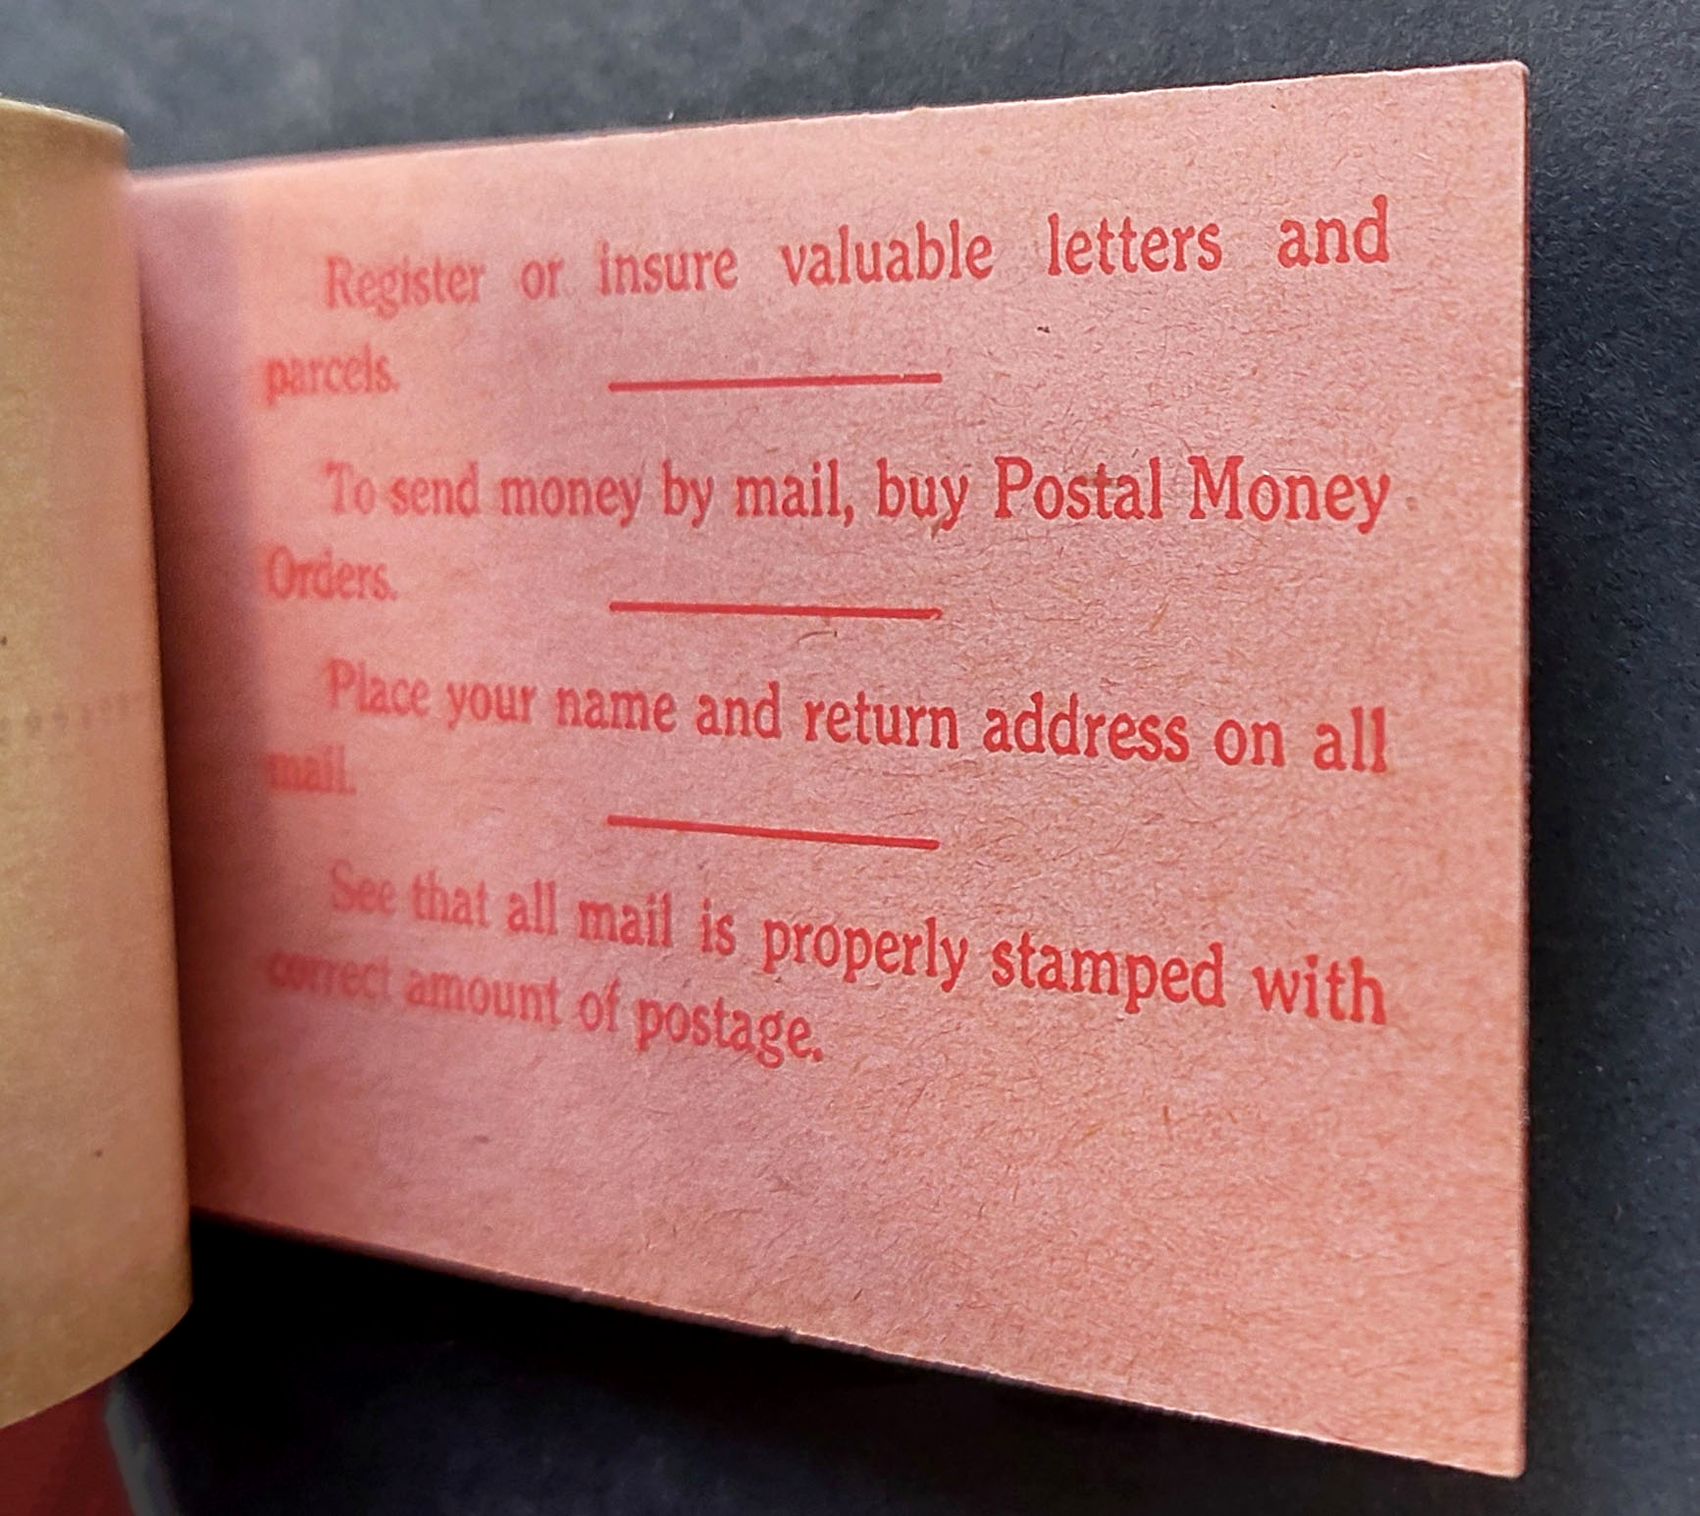 Register or insure valuable letters and
parcels.
To send money by mail, buy Postal Money
Orders.
Place your name and return address on all
mail.
See that all mail is properly stamped with
correct amount of postage.